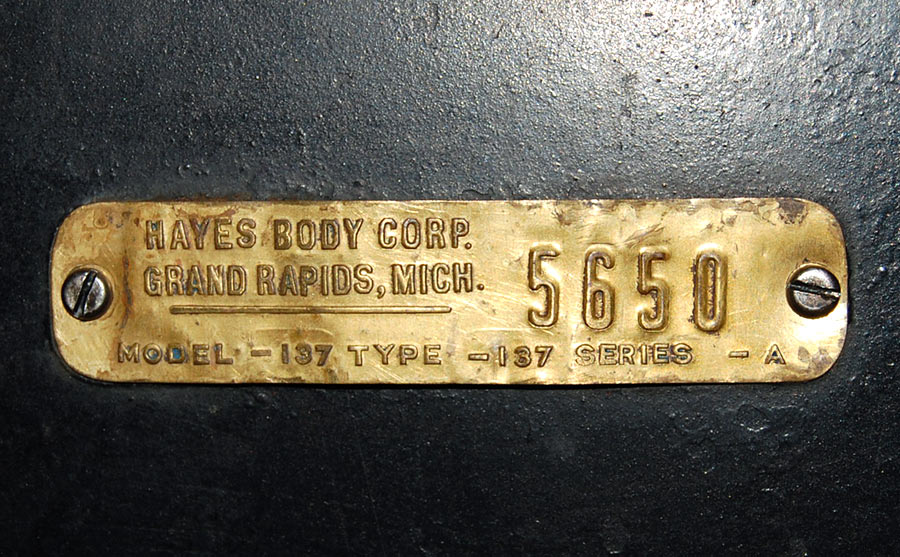 HAYES BODY CORP.
GRAND RAPIDS, MICH.
5650
MODEL - 137 TYPE - 137 SERIES - A